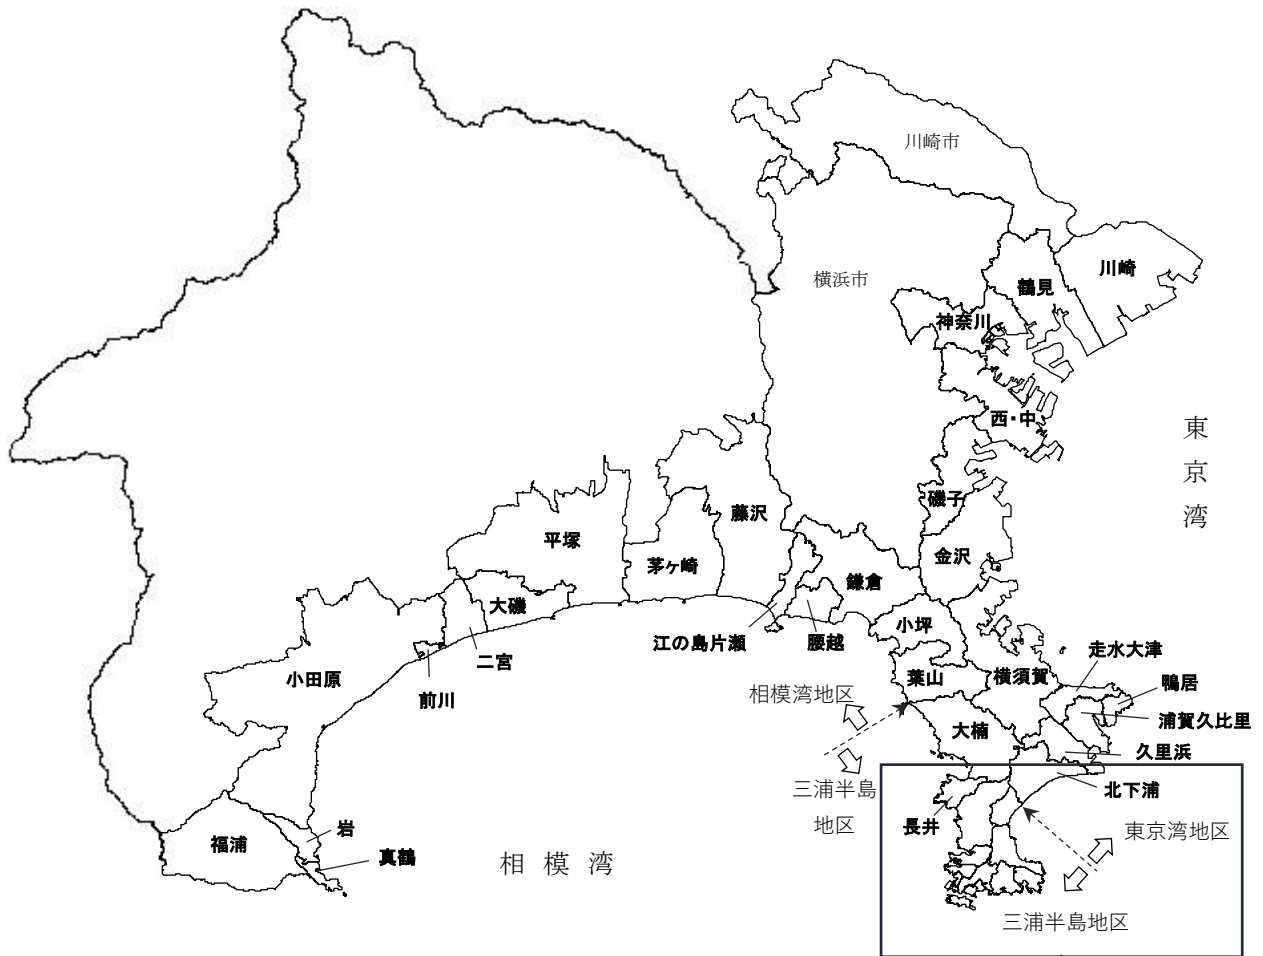 川崎市
横浜市
川崎
鶴見
神奈川
西・中
東京湾
磯子
金沢
藤沢
平塚
茅ヶ崎
鎌倉
大磯
小坪
江の島片瀬
腰越
二宮
走水大津
小田原
前川
葉山
横須賀
鴨居
相模湾地区
浦賀久比里
大楠
久里浜
三浦半島
地区
北下浦
長井
東京湾地区
岩
福浦
真鶴
相模湾
三浦半島地区